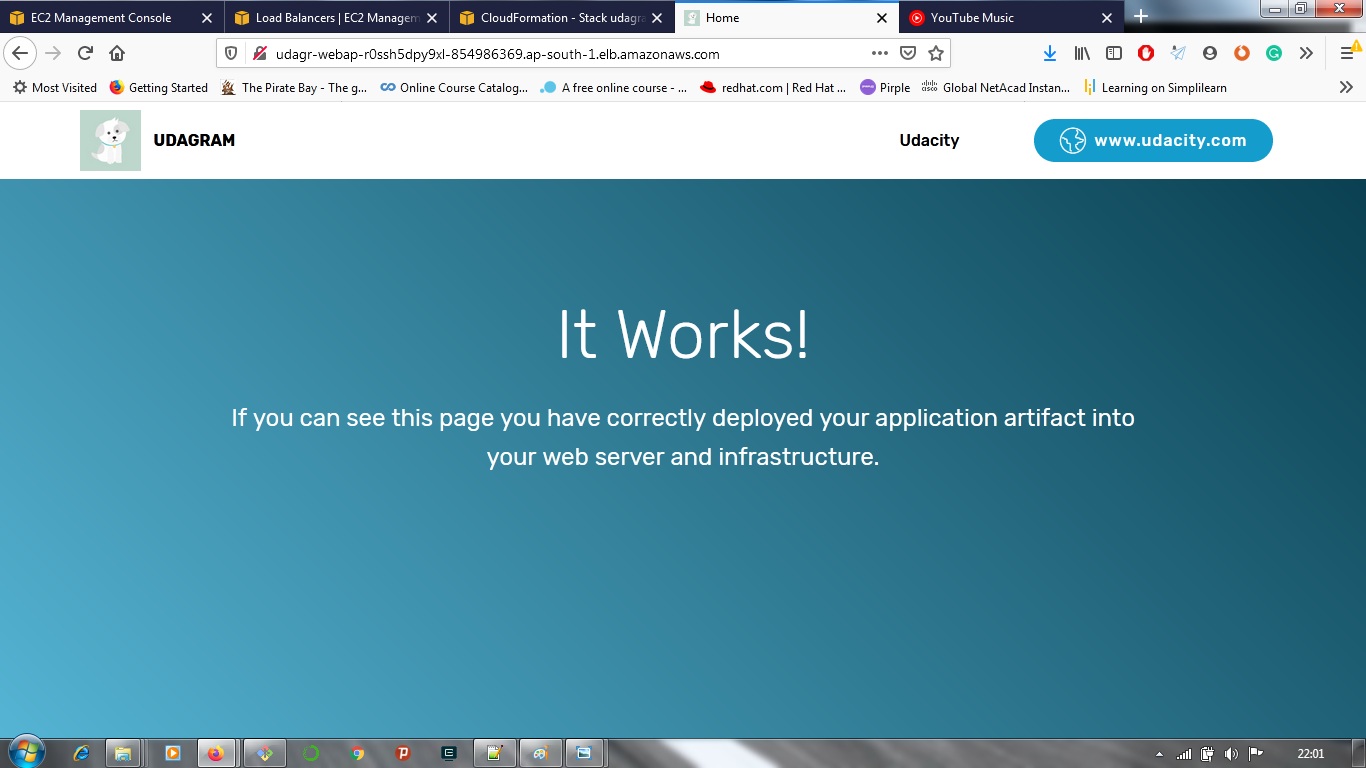 EC2 Management Console
Load Balancers | EC2 Managem
CloudFormation - Stack udagra
Home
YouTube Music
udagr-webap-r0ssh5dpy9xl-854986369.ap-south-1.elb.amazonaws.com
Most Visited
Getting Started
The Pirate Bay - The g...
Online Course Catalog...
A free online course - ...
redhat.com | Red Hat ...
Pirple
Global NetAcad Instan...
Learning on Simplilearn
UDAGRAM
Udacity
www.udacity.com
It Works!
If you can see this page you have correctly deployed your application artifact into
your web server and infrastructure.
22:01